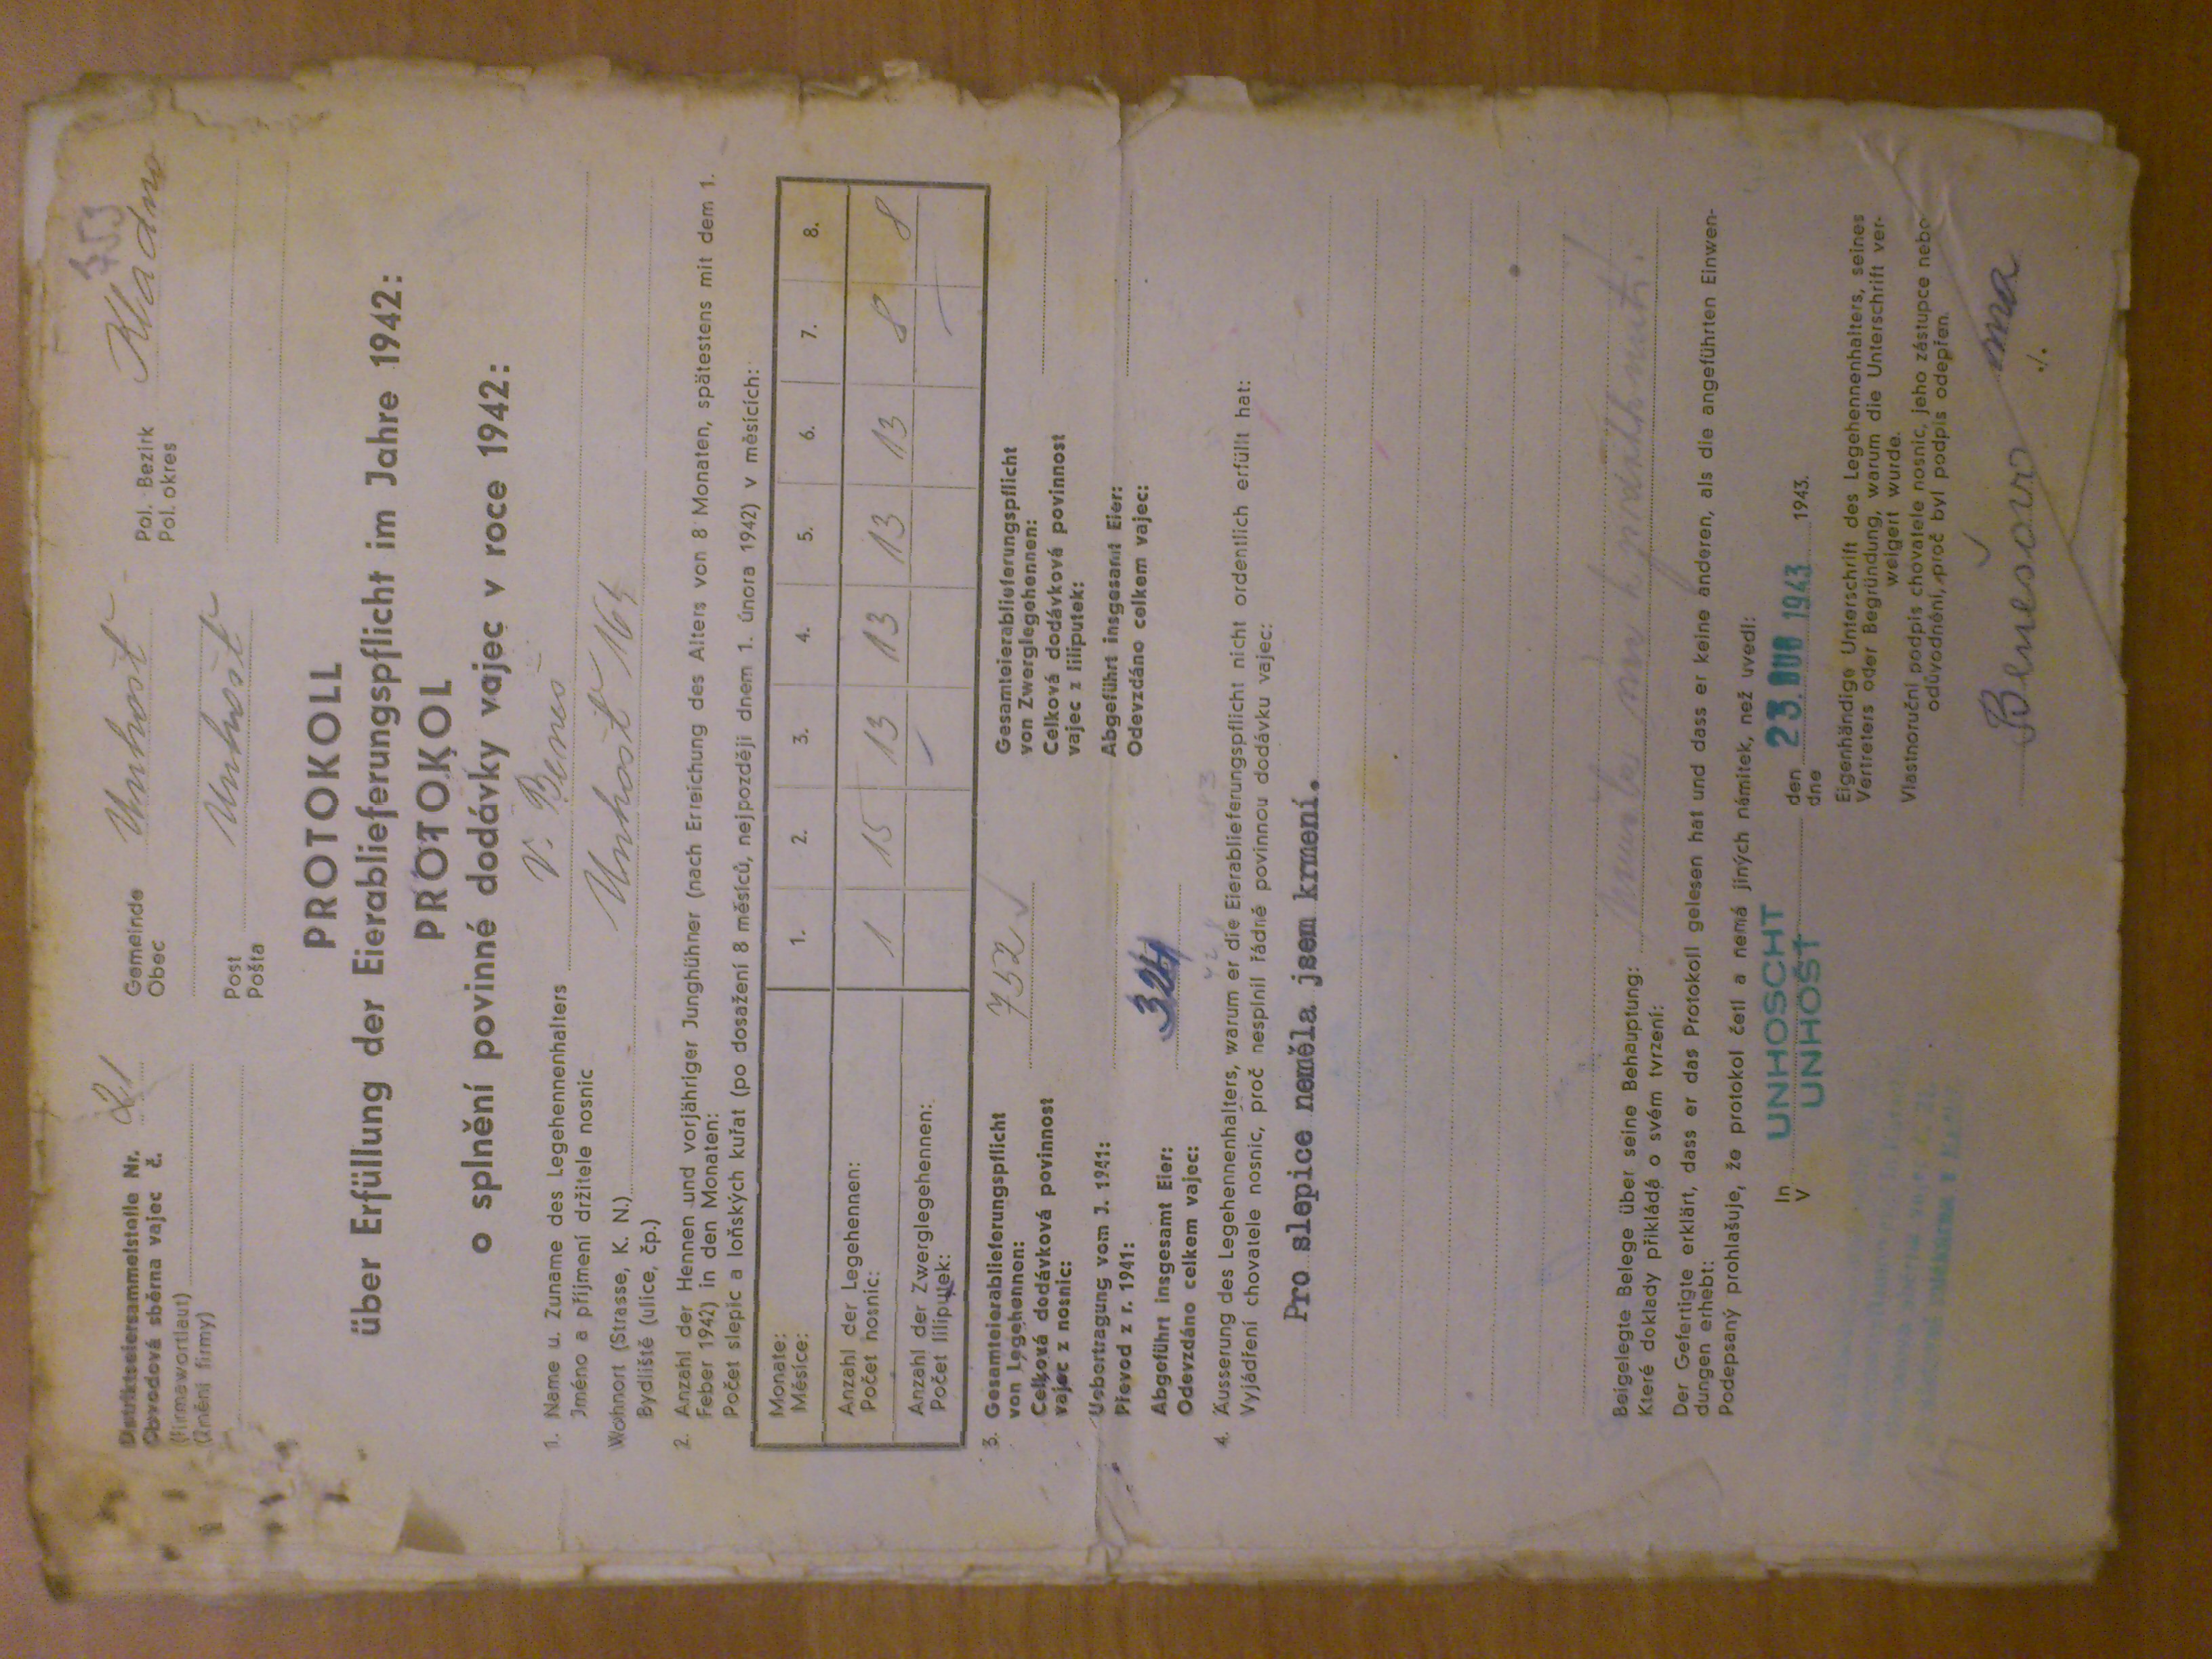 753
Distriktseiersammelstelle Nr. 21
Obvodová sběrna vajec č.
(Firmawortlaut)
(Znění firmy)
Gemeinde Unhošť
Obec
Post Unhošť
Pošta
Pol. Bezirk Kladno
Pol. okres
PROTOKOLL
über Erfüllung der Eierablieferungspflicht im Jahre 1942:
PROTOKOL
o splnění povinné dodávky vajec v roce 1942:
1. Name u. Zuname des Legehennenhalters V. Beneš
Jméno a příjmení držitele nosnic
Wohnort (Strasse, K. N.) Unhošť 164
Bydliště (ulice, čp.)
2. Anzahl der Hennen und vorjähriger Junghühner (nach Erreichung des Alters von 8 Monaten, spätestens mit dem 1.
Feber 1942) in den Monaten:
Počet slepic a loňských kuřat (po dosažení 8 měsíců, nejpozději dnem 1. února 1942) v měsících:
Monate:
Měsíce: 1. 2. 3. 4. 5. 6. 7. 8.
Anzahl der Legehennen:
Počet nosnic: 1 15 13 13 13 13 8 8
Anzahl der Zwerglegehennen:
Počet liliputek:
3. Gesamteierablieferungspflicht
von Legehennen: 752
Celková dodávková povinnost
vajec z nosnic:
Uebertragung vom J. 1941:
Převod z r. 1941:
Abgeführt insgesamt Eier: 324
Odevzdáno celkem vajec:
Gesamteierablieferungspflicht
von Zwerglegehennen:
Celková dodávková povinnost
vajec z liliputek:
Abgeführt insgesamt Eier:
Odevzdáno celkem vajec:
4. Äusserung des Legehennenhalters, warum er die Eierablieferungspflicht nicht ordentlich erfüllt hat:
Vyjádření chovatele nosnic, proč nesplnil řádně povinnou dodávku vajec:
Pro slepice neměla jsem krmení.
Beigelegte Belege über seine Behauptung:
Které doklady přikládá o svém tvrzení:
Der Gefertigte erklärt, dass er das Protokoll gelesen hat und dass er keine anderen, als die angeführten Einwen-
dungen erhebt:
Podepsaný prohlašuje, že protokol četl a nemá jiných námitek, než uvedl:
In UNHOSCHT
V UNHOŠŤ
den 23. DUB 1943 1943.
dne
Eigenhändige Unterschrift des Legehennenhalters, seines
Vertreters oder Begründung, warum die Unterschrift ver-
weigert wurde.
Vlastnoruční podpis chovatele nosnic, jeho zástupce nebo
odůvodnění, proč byl podpis odepřen.
Benešova